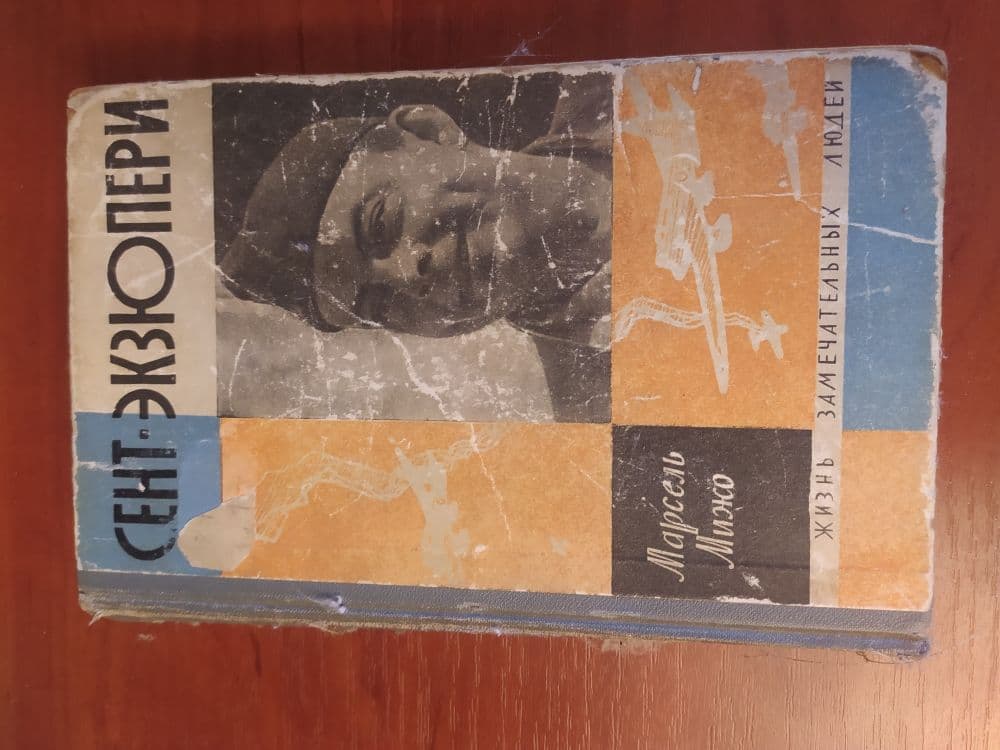 СЕНТ-ЭКЗЮПЕРИ
Марсель
Мижо
ЖИЗНЬ ЗАМЕЧАТЕЛЬНЫХ ЛЮДЕЙ